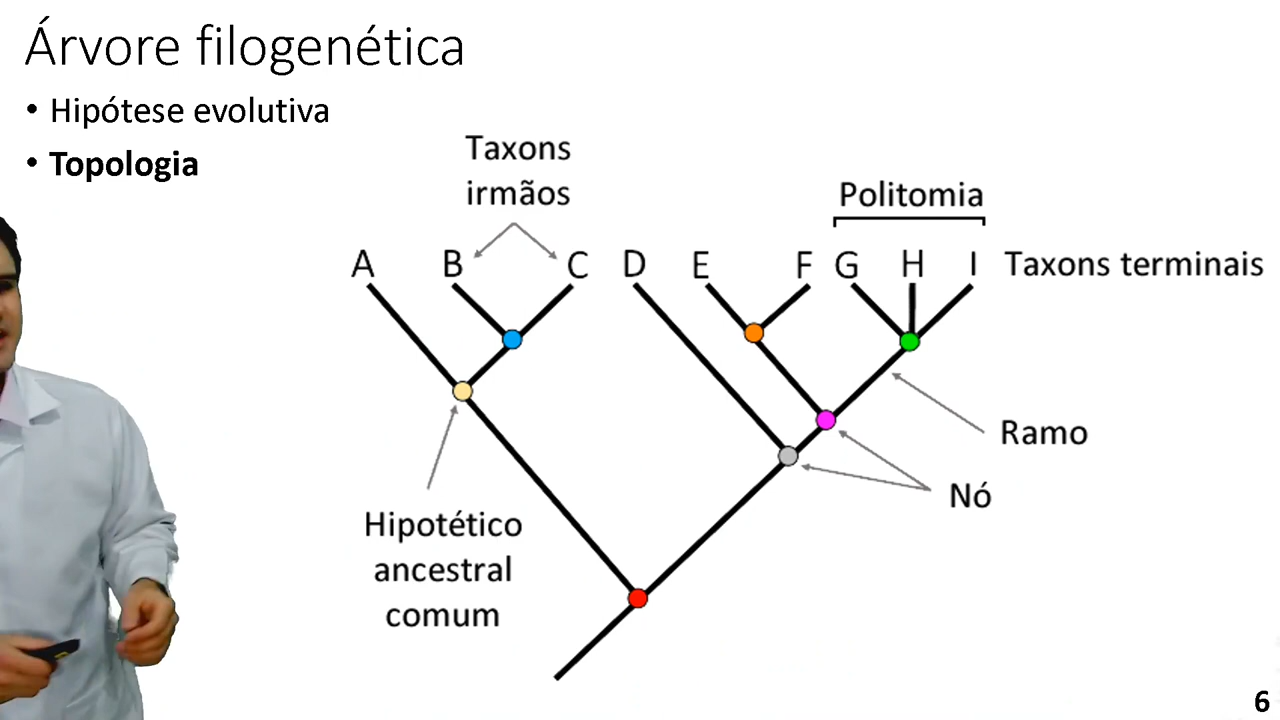 Árvore filogenética
• Hipótese evolutiva
• Topologia
Taxons
irmãos
Politomia
A B C D E F G H I Taxons terminais
Ramo
Nó
Hipotético
ancestral
comum
6